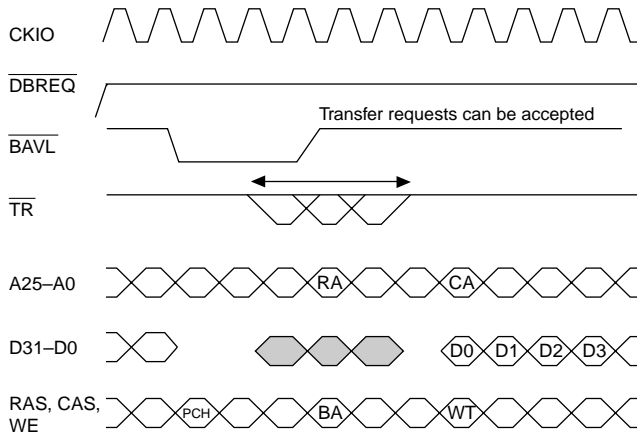 CKIO
DBREQ
Transfer requests can be accepted
BAVL
TR
A25–A0 RA CA
D31–D0 D0 D1 D2 D3
RAS, CAS,
WE PCH BA WT